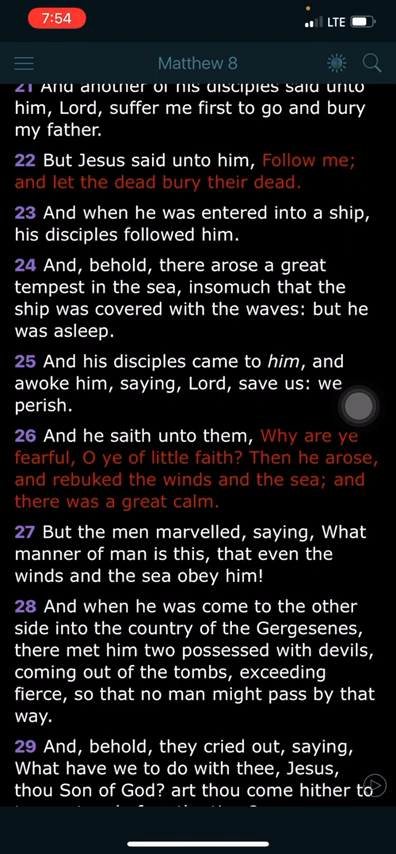 7:54
LTE
Matthew 8
21 And another of his disciples said unto
him, Lord, suffer me first to go and bury
my father.
22 But Jesus said unto him, Follow me;
and let the dead bury their dead.
23 And when he was entered into a ship,
his disciples followed him.
24 And, behold, there arose a great
tempest in the sea, insomuch that the
ship was covered with the waves: but he
was asleep.
25 And his disciples came to him, and
awoke him, saying, Lord, save us: we
perish.
26 And he saith unto them, Why are ye
fearful, O ye of little faith? Then he arose,
and rebuked the winds and the sea; and
there was a great calm.
27 But the men marvelled, saying, What
manner of man is this, that even the
winds and the sea obey him!
28 And when he was come to the other
side into the country of the Gergesenes,
there met him two possessed with devils,
coming out of the tombs, exceeding
fierce, so that no man might pass by that
way.
29 And, behold, they cried out, saying,
What have we to do with thee, Jesus,
thou Son of God? art thou come hither to